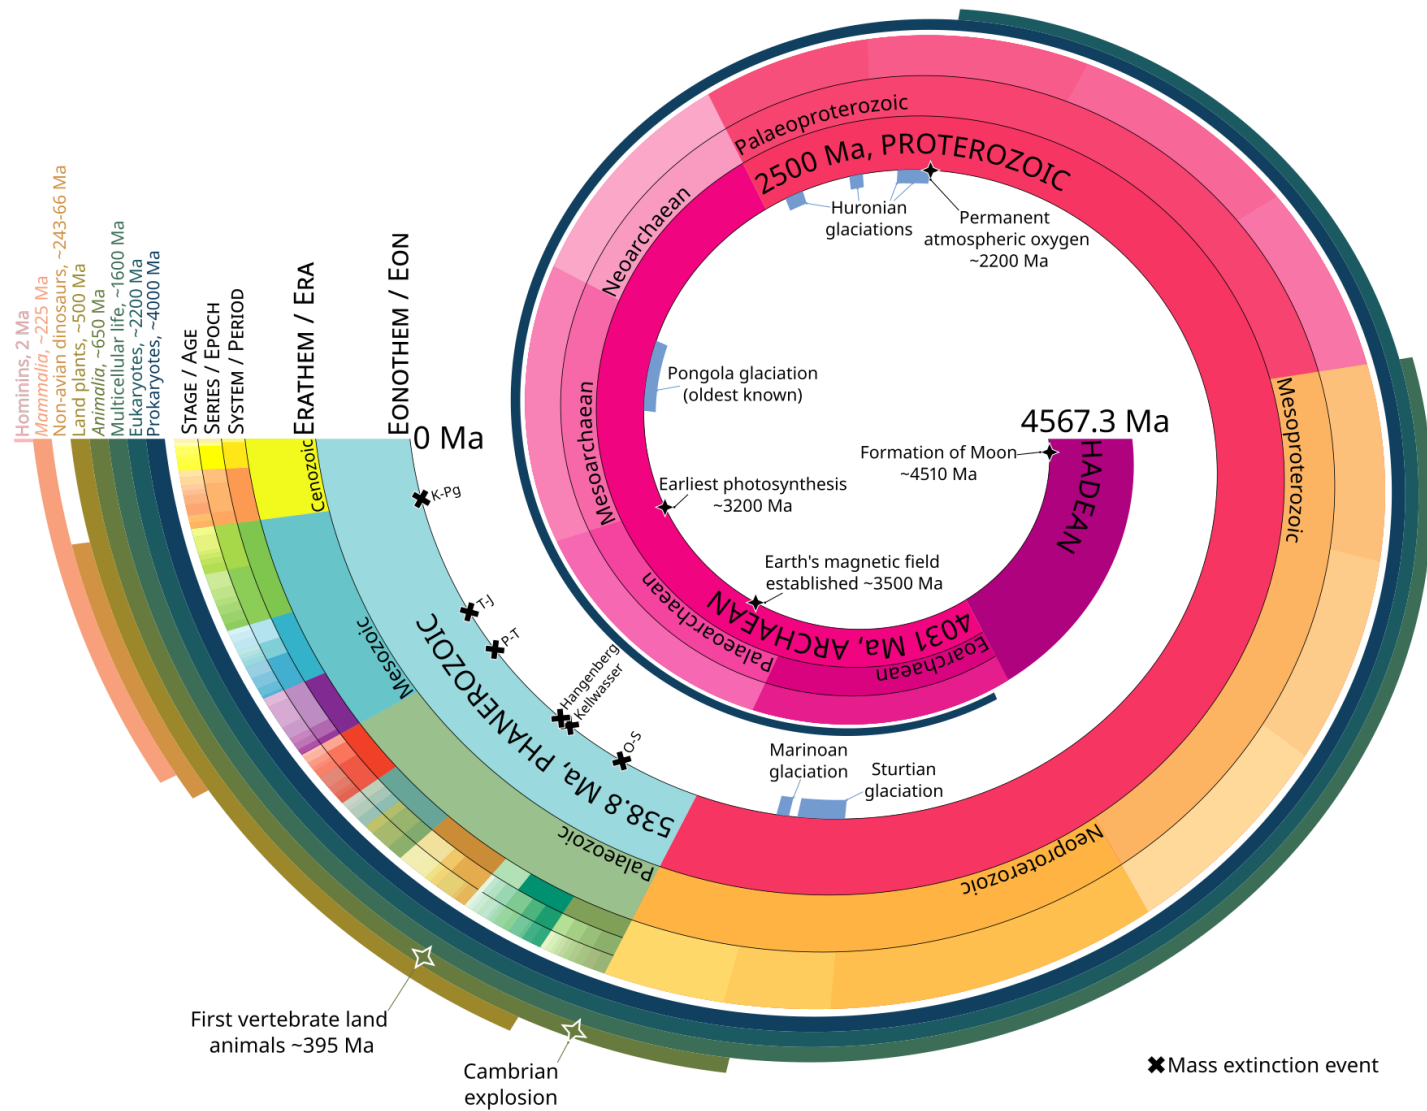 Hominins, 2 Ma
Mammalia, ~225 Ma
Non-avian dinosaurs, ~243-66 Ma
Land plants, ~500 Ma
Animalia, ~650 Ma
Multicellular life, ~1600 Ma
Eukaryotes, ~2200 Ma
Prokaryotes, ~4000 Ma
STAGE / AGE
SERIES / EPOCH
SYSTEM / PERIOD
ERATHEM / ERA
EONOTHEM / EON
0 Ma
Cenozoic
Mesozoic
Palaeozoic
538.8 Ma, PHANEROZOIC
K-Pg
T-J
P-T
Hangenberg
Kellwasser
O-S
Palaeoproterozoic
2500 Ma, PROTEROZOIC
Huronian
glaciations
Permanent
atmospheric oxygen
~2200 Ma
Neoarchaean
Pongola glaciation
(oldest known)
Mesoarchaean
4567.3 Ma
Formation of Moon
~4510 Ma
HADEAN
Mesoproterozoic
Earliest photosynthesis
~3200 Ma
Earth's magnetic field
established ~3500 Ma
4031 Ma, ARCHAEAN
Palaeoarchaean
Eoarchaean
Marinoan
glaciation
Sturtian
glaciation
Neoproterozoic
First vertebrate land
animals ~395 Ma
Cambrian
explosion
Mass extinction event